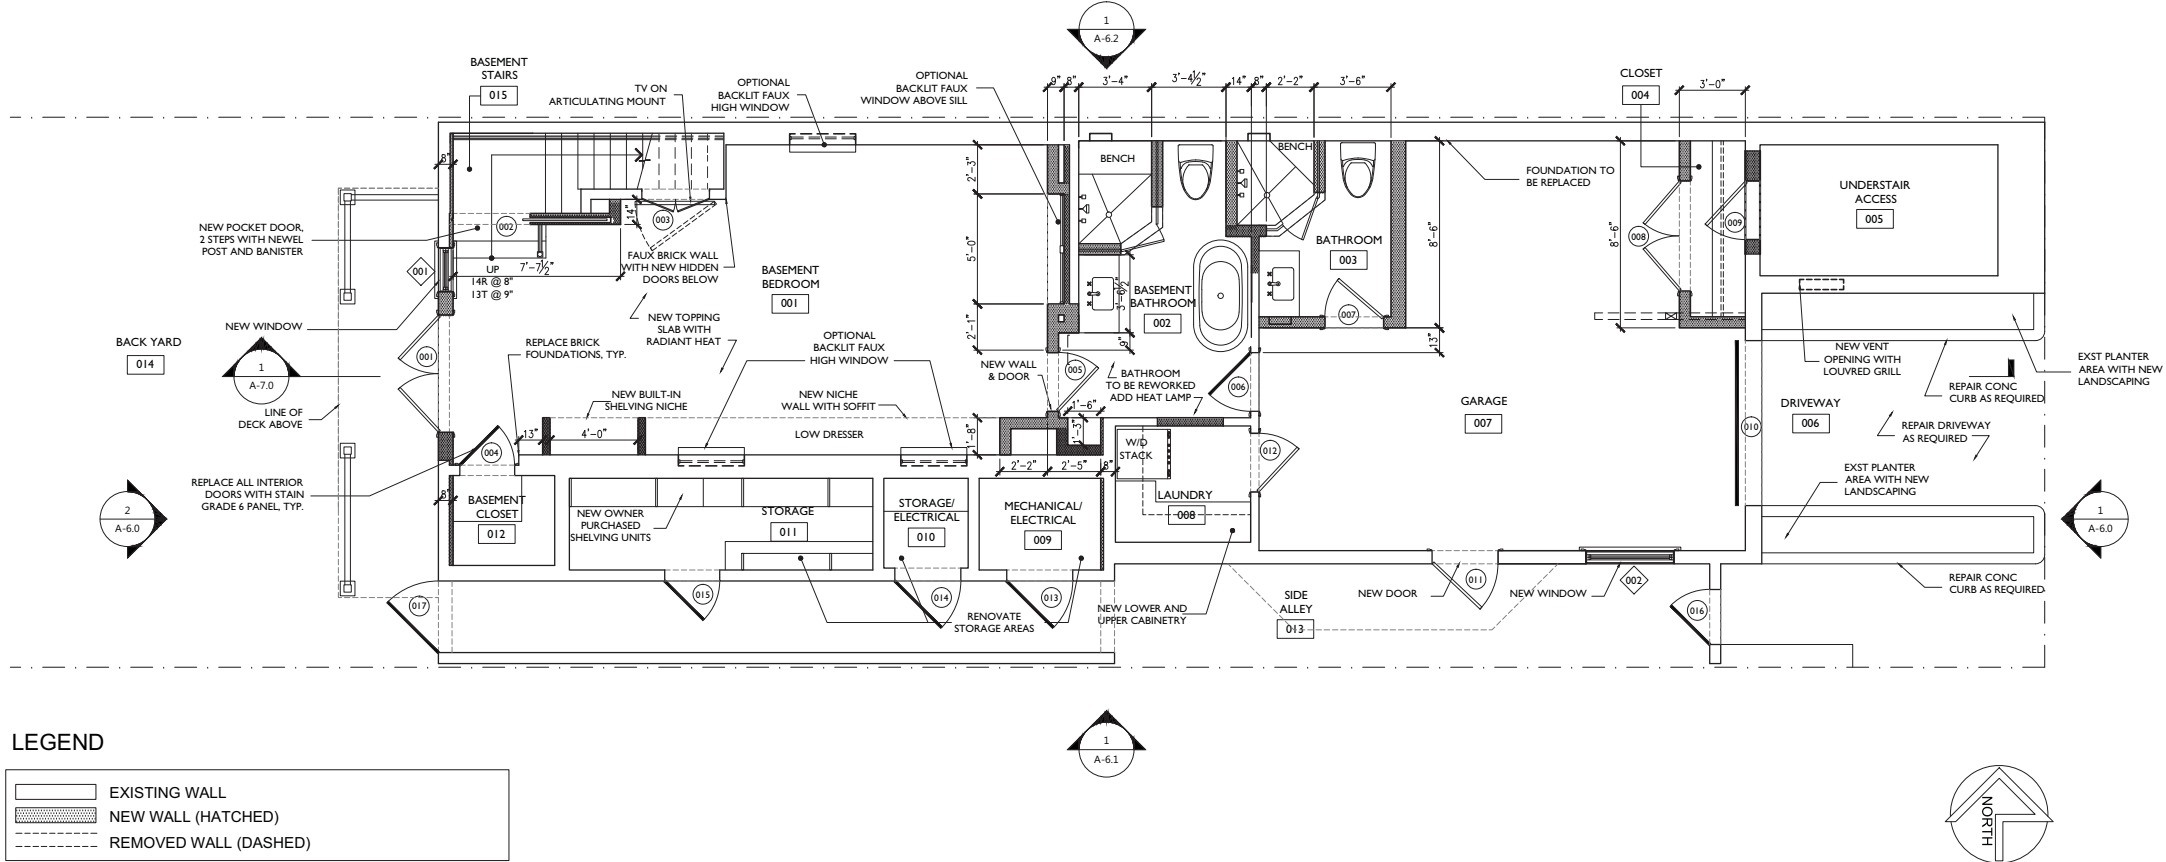 1
A-6.2
BASEMENT
STAIRS
015
TV ON
ARTICULATING MOUNT
OPTIONAL
BACKLIT FAUX
HIGH WINDOW
OPTIONAL
BACKLIT FAUX
WINDOW ABOVE SILL
9"
8"
3'-4"
3'-4½"
14"
8"
2'-2"
3'-6"
CLOSET
004
3'-0"
8"
2'-3"
BENCH
BENCH
FOUNDATION TO
BE REPLACED
UNDERSTAIR
ACCESS
005
NEW POCKET DOOR,
2 STEPS WITH NEWEL
POST AND BANISTER
002
14"
003
009
008
8'-6"
8'-6"
BATHROOM
003
001
UP
14R @ 8"
13T @ 9"
7'-7½"
FAUX BRICK WALL
WITH NEW HIDDEN
DOORS BELOW
BASEMENT
BEDROOM
001
5'-0"
3'-6½"
BASEMENT
BATHROOM
002
007
NEW WINDOW
NEW TOPPING
SLAB WITH
RADIANT HEAT
2'-1"
9"
13"
BACK YARD
014
1
A-7.0
001
REPLACE BRICK
FOUNDATIONS, TYP.
OPTIONAL
BACKLIT FAUX
HIGH WINDOW
NEW WALL
& DOOR
005
BATHROOM
TO BE REWORKED
ADD HEAT LAMP
006
NEW VENT
OPENING WITH
LOUVRED GRILL
REPAIR CONC
CURB AS REQUIRED
EXST PLANTER
AREA WITH NEW
LANDSCAPING
LINE OF
DECK ABOVE
NEW BUILT-IN
SHELVING NICHE
NEW NICHE
WALL WITH SOFFIT
1'-6"
GARAGE
007
DRIVEWAY
006
010
REPAIR DRIVEWAY
AS REQUIRED
13"
4'-0"
LOW DRESSER
1'-8"
1'-3"
W/D
STACK
012
004
2'-2"
2'-5"
8"
EXST PLANTER
AREA WITH NEW
LANDSCAPING
REPLACE ALL INTERIOR
DOORS WITH STAIN
GRADE 6 PANEL, TYP.
2
A-6.0
8"
BASEMENT
CLOSET
012
NEW OWNER
PURCHASED
SHELVING UNITS
STORAGE
011
STORAGE/
ELECTRICAL
010
MECHANICAL/
ELECTRICAL
009
LAUNDRY
008
1
A-6.0
017
015
014
013
RENOVATE
STORAGE AREAS
NEW LOWER AND
UPPER CABINETRY
SIDE
ALLEY
013
NEW DOOR
011
NEW WINDOW
002
016
REPAIR CONC
CURB AS REQUIRED
1
A-6.1
LEGEND
EXISTING WALL
NEW WALL (HATCHED)
REMOVED WALL (DASHED)
NORTH